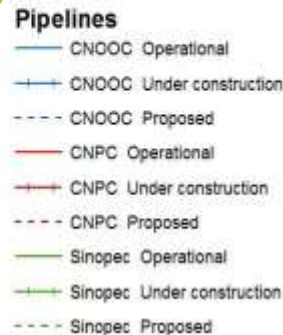 Pipelines
CNOOC Operational
CNOOC Under construction
CNOOC Proposed
CNPC Operational
CNPC Under construction
CNPC Proposed
Sinopec Operational
Sinopec Under construction
Sinopec Proposed